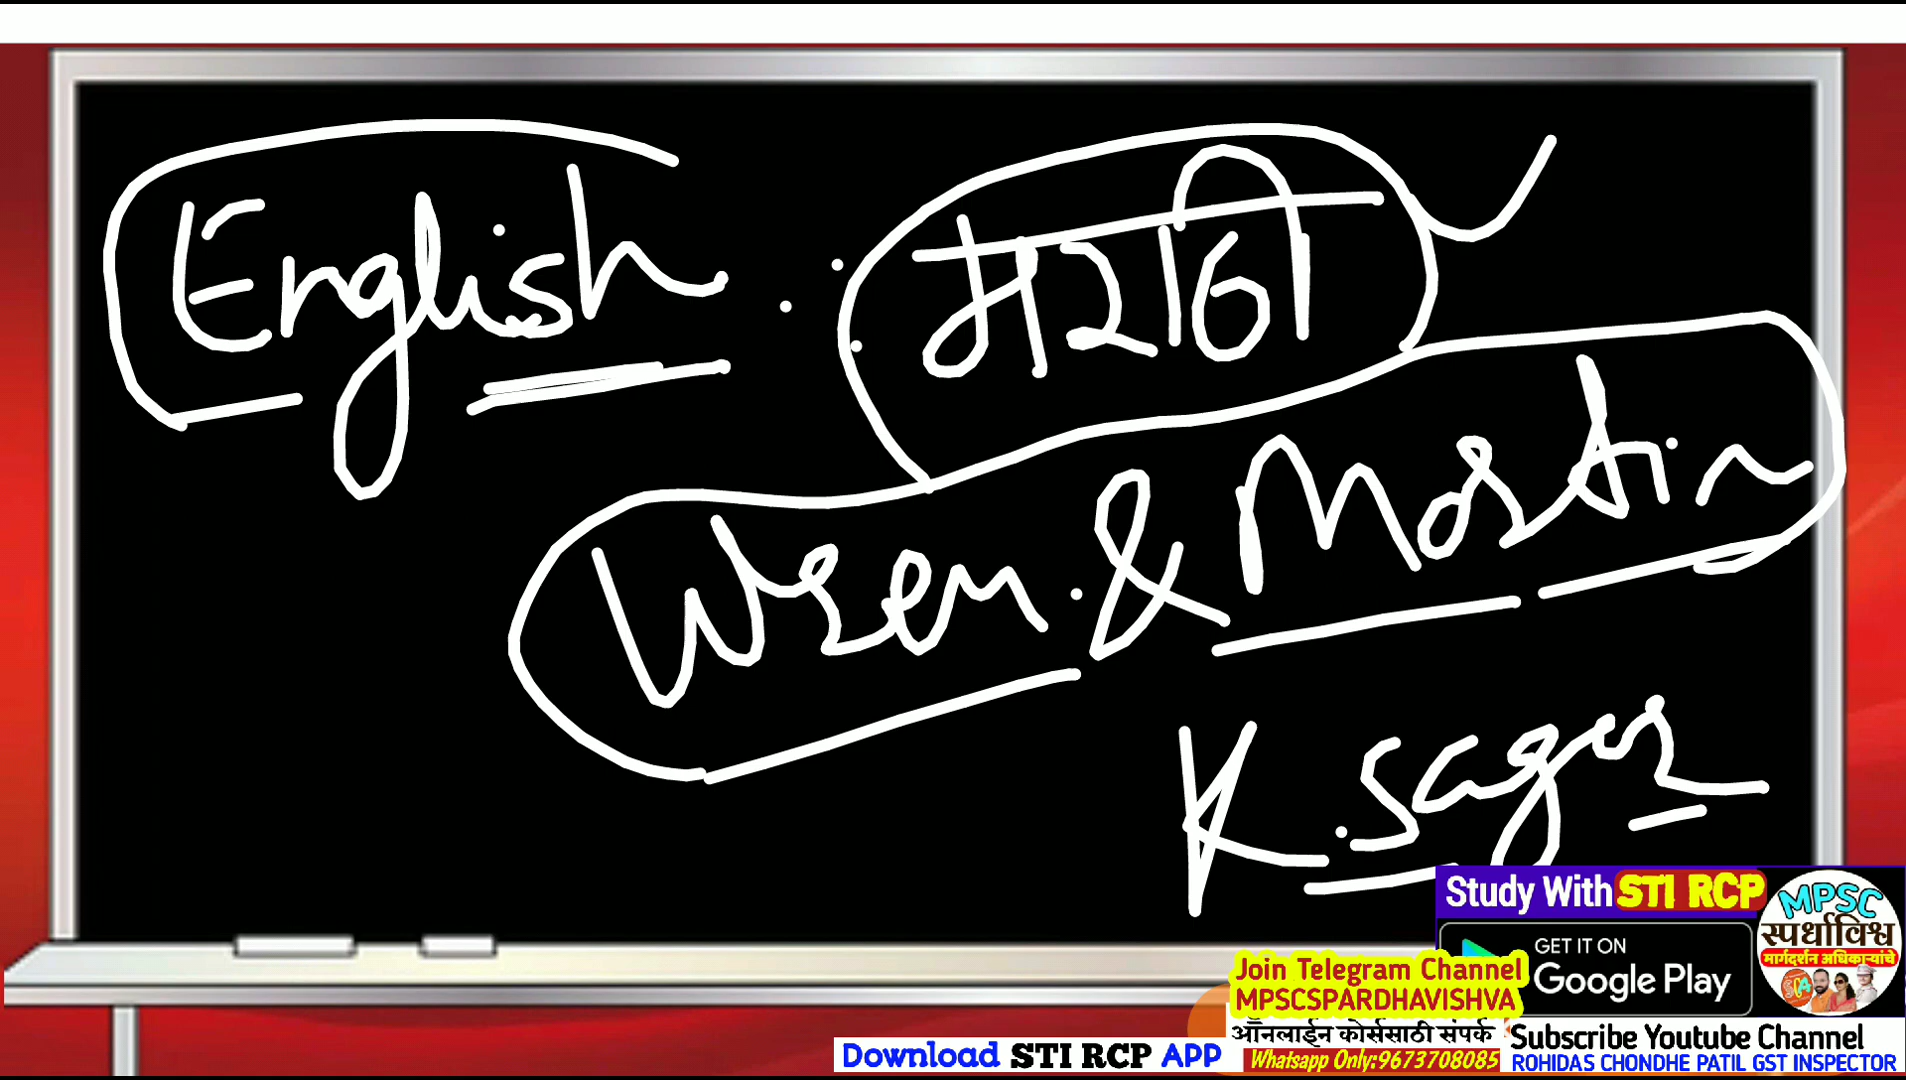 English. मराठी
Wren. & Martin
K. sagar
Study With STI RCP
MPSC
स्पर्धाविश्व
मार्गदर्शन अधिकाऱ्यांचे
GET IT ON
Google Play
Join Telegram Channel
MPSCSPARDHAVISHVA
ऑनलाईन कोर्ससाठी संपर्क
Whatsapp Only:9673708085
Download STI RCP APP
Subscribe Youtube Channel
ROHIDAS CHONDHE PATIL GST INSPECTOR